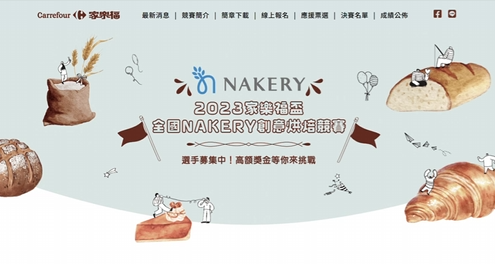 Carrefour 家樂福 最新消息 | 競賽簡介 | 簡章下載 | 線上報名 | 應援票選 | 決賽名單 | 成績公佈
NAKERY
2023家樂福盃
全國NAKERY創意烘焙競賽
選手募集中！高額獎金等你來挑戰